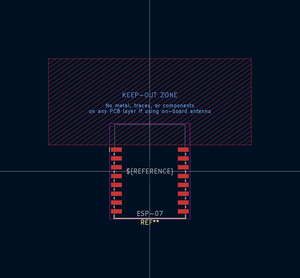 KEEP-OUT ZONE
No metal, traces, or components
on any PCB layer if using on-board antenna
${REFERENCE}
ESP-07
REF**